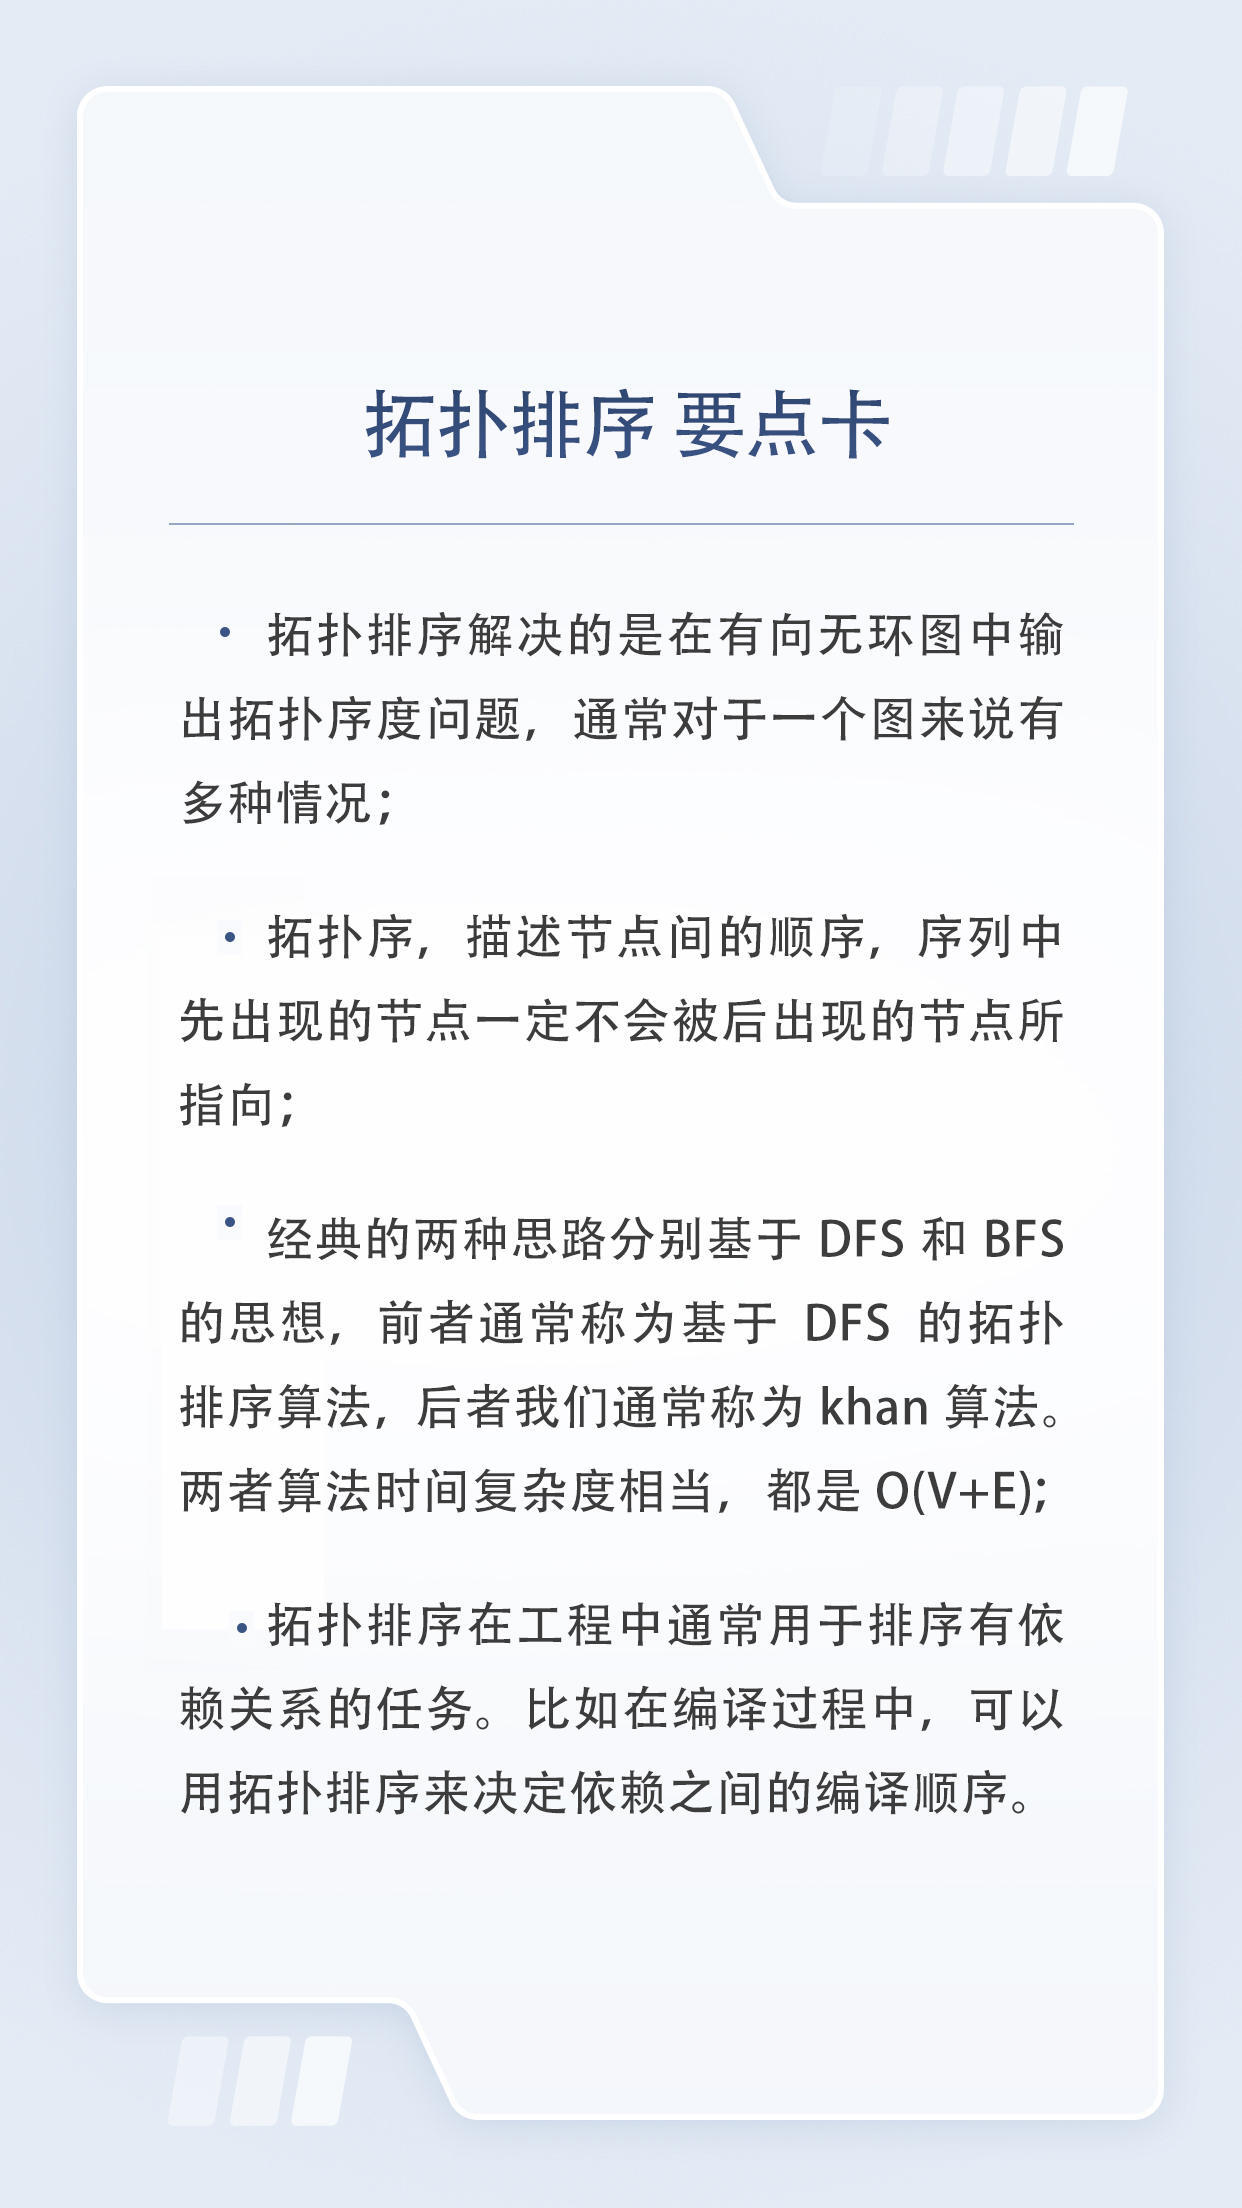 拓扑排序 要点卡
· 拓扑排序解决的是在有向无环图中输
出拓扑序度问题，通常对于一个图来说有
多种情况；
· 拓扑序，描述节点间的顺序，序列中
先出现的节点一定不会被后出现的节点所
指向；
· 经典的两种思路分别基于 DFS 和 BFS
的思想，前者通常称为基于 DFS 的拓扑
排序算法，后者我们通常称为 khan 算法。
两者算法时间复杂度相当，都是 O(V+E);
· 拓扑排序在工程中通常用于排序有依
赖关系的任务。比如在编译过程中，可以
用拓扑排序来决定依赖之间的编译顺序。